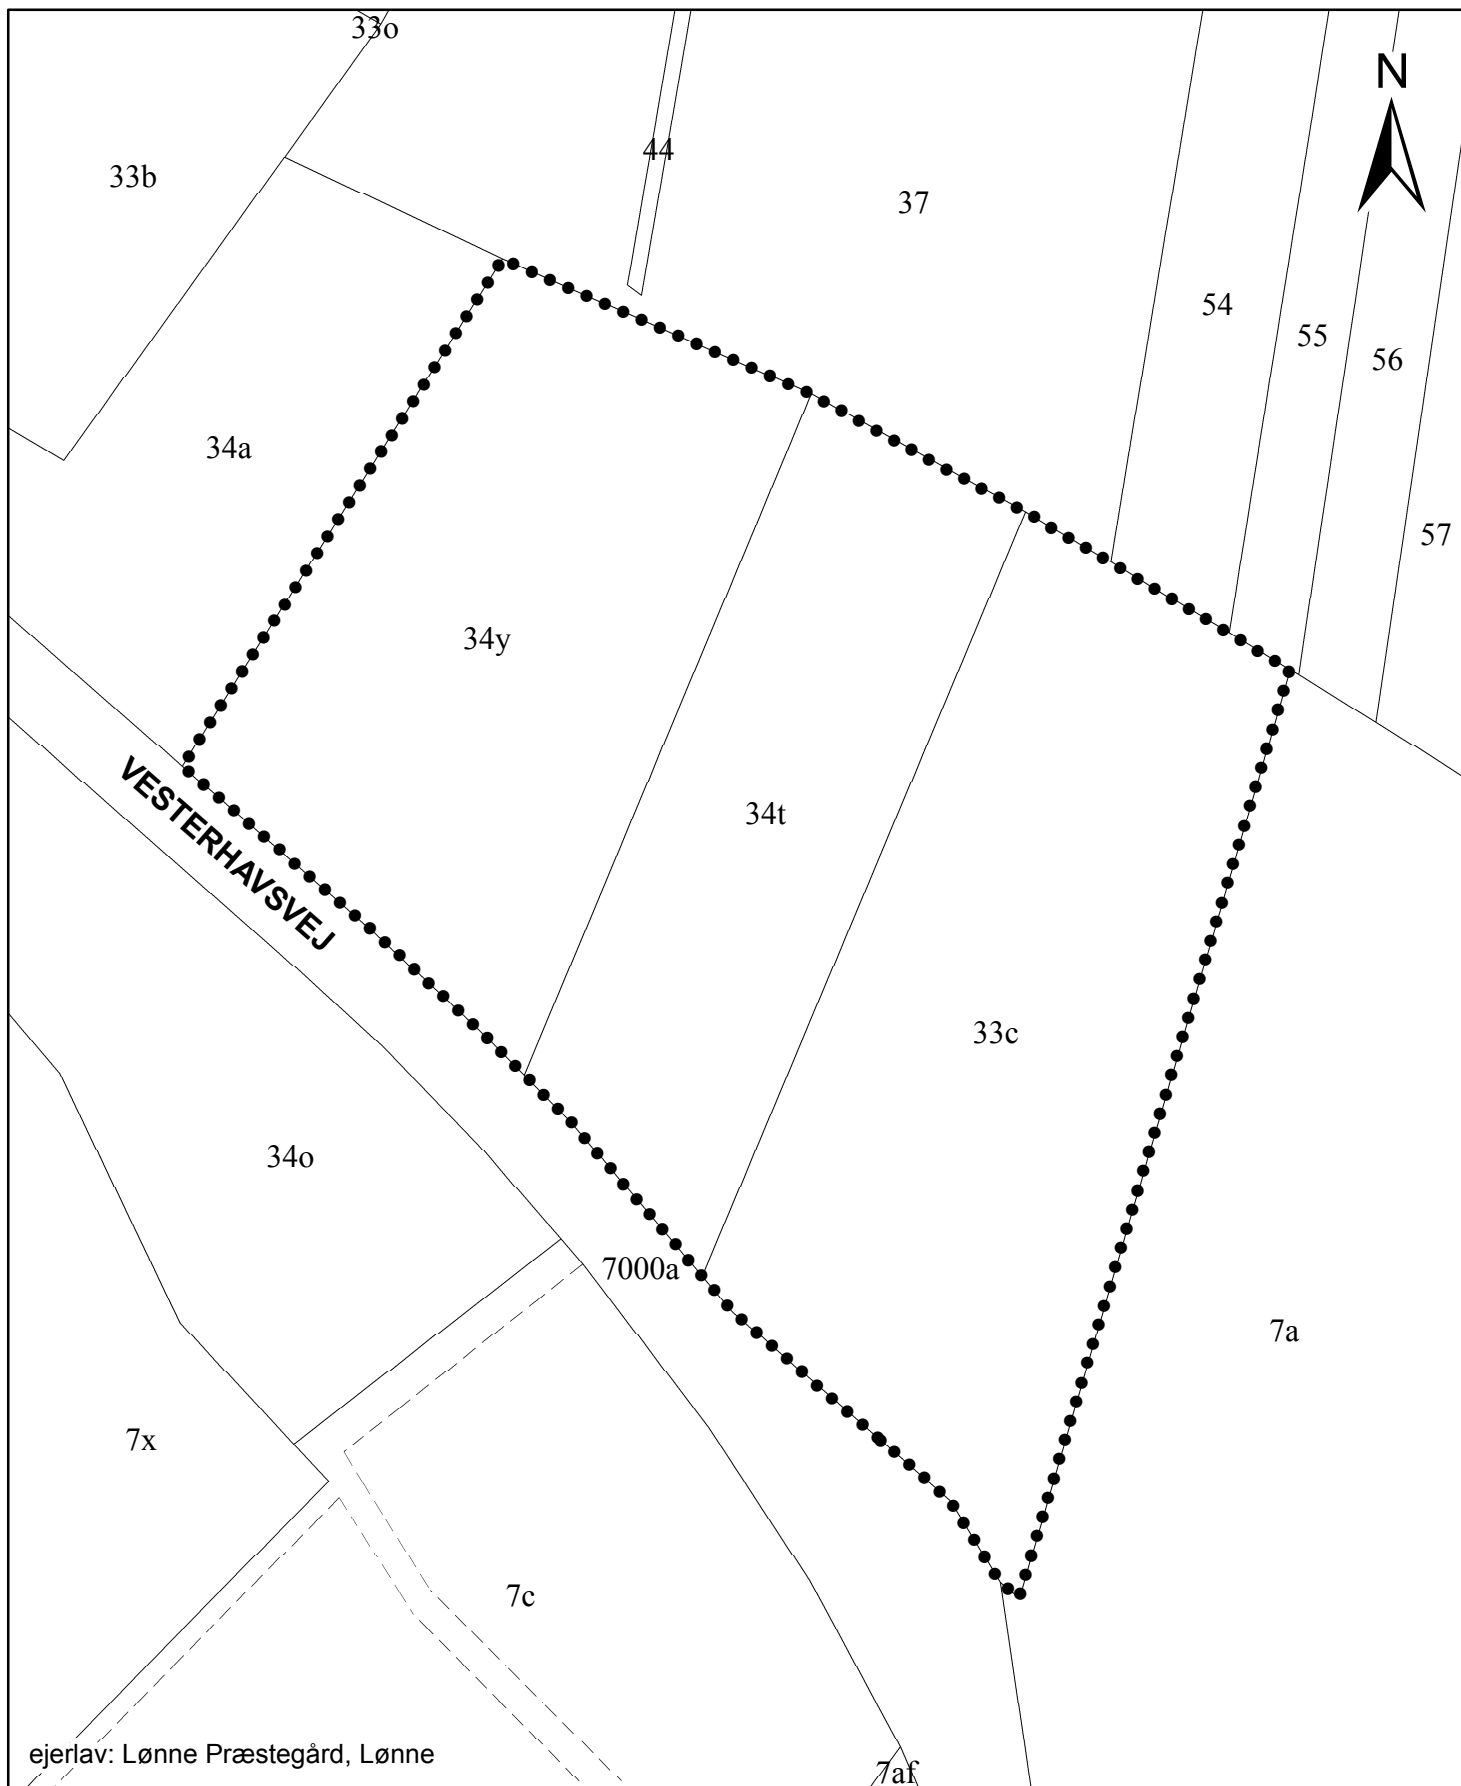 33o
N
44
33b
37
54
55
56
34a
57
34y
VESTERHAVSVEJ
34t
33c
34o
7000a
7a
7x
7c
ejerlav: Lønne Præstegård, Lønne
7af